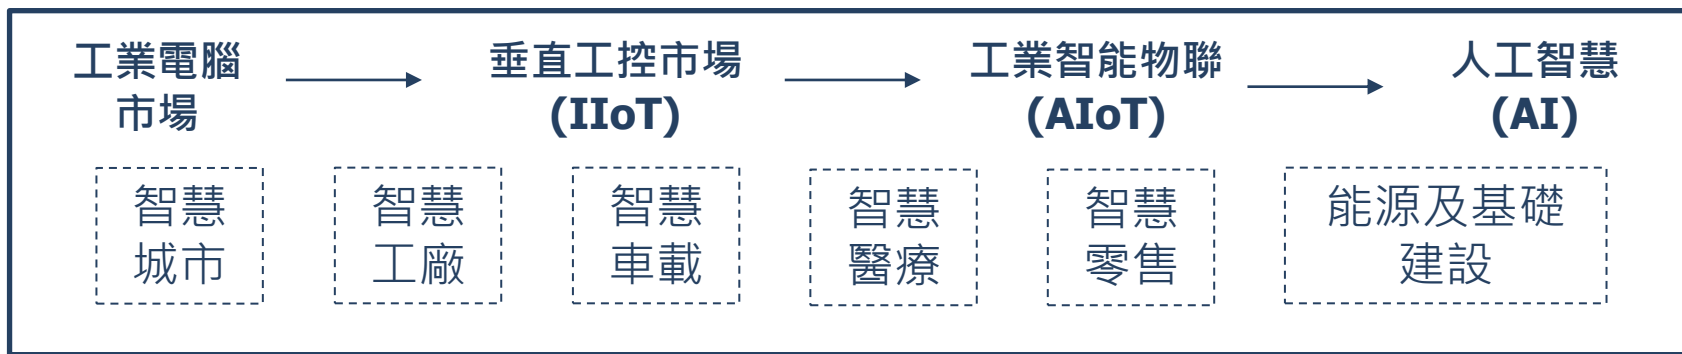 工業電腦
市場
垂直工控市場
(IIoT)
工業智能物聯
(AIoT)
人工智慧
(AI)
智慧
城市
智慧
工廠
智慧
車載
智慧
醫療
智慧
零售
能源及基礎
建設